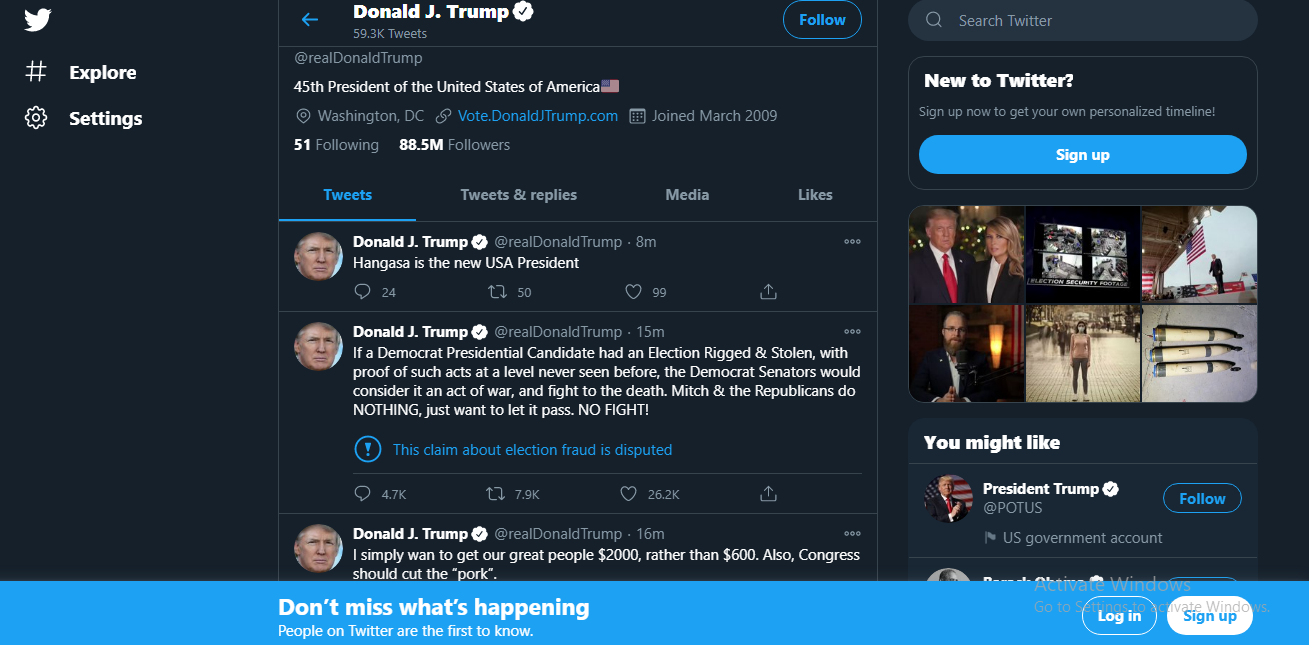 Donald J. Trump
59.3K Tweets
Follow
Search Twitter
Explore
Settings
@realDonaldTrump
45th President of the United States of America
Washington, DC Vote.DonaldJTrump.com Joined March 2009
51 Following 88.5M Followers
Tweets Tweets & replies Media Likes
Donald J. Trump @realDonaldTrump · 8m
Hangasa is the new USA President
24 50 99
Donald J. Trump @realDonaldTrump · 15m
If a Democrat Presidential Candidate had an Election Rigged & Stolen, with
proof of such acts at a level never seen before, the Democrat Senators would
consider it an act of war, and fight to the death. Mitch & the Republicans do
NOTHING, just want to let it pass. NO FIGHT!
This claim about election fraud is disputed
4.7K 7.9K 26.2K
Donald J. Trump @realDonaldTrump · 16m
I simply wan to get our great people $2000, rather than $600. Also, Congress
should cut the “pork”.
New to Twitter?
Sign up now to get your own personalized timeline!
Sign up
ELECTION SECURITY FOOTAGE
You might like
President Trump
@POTUS
Follow
US government account
Barack Obama
Don’t miss what’s happening
People on Twitter are the first to know.
Log in
Sign up
Activate Windows
Go to Settings to activate Windows.